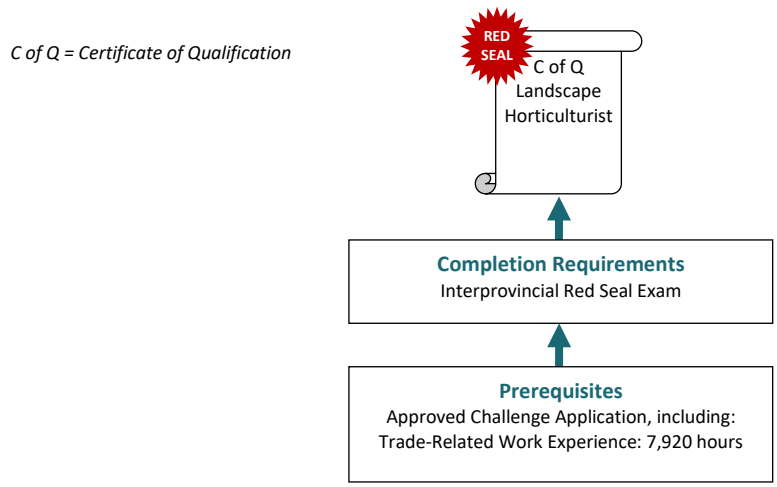 C of Q = Certificate of Qualification
RED
SEAL
C of Q
Landscape
Horticulturist
Completion Requirements
Interprovincial Red Seal Exam
Prerequisites
Approved Challenge Application, including:
Trade-Related Work Experience: 7,920 hours